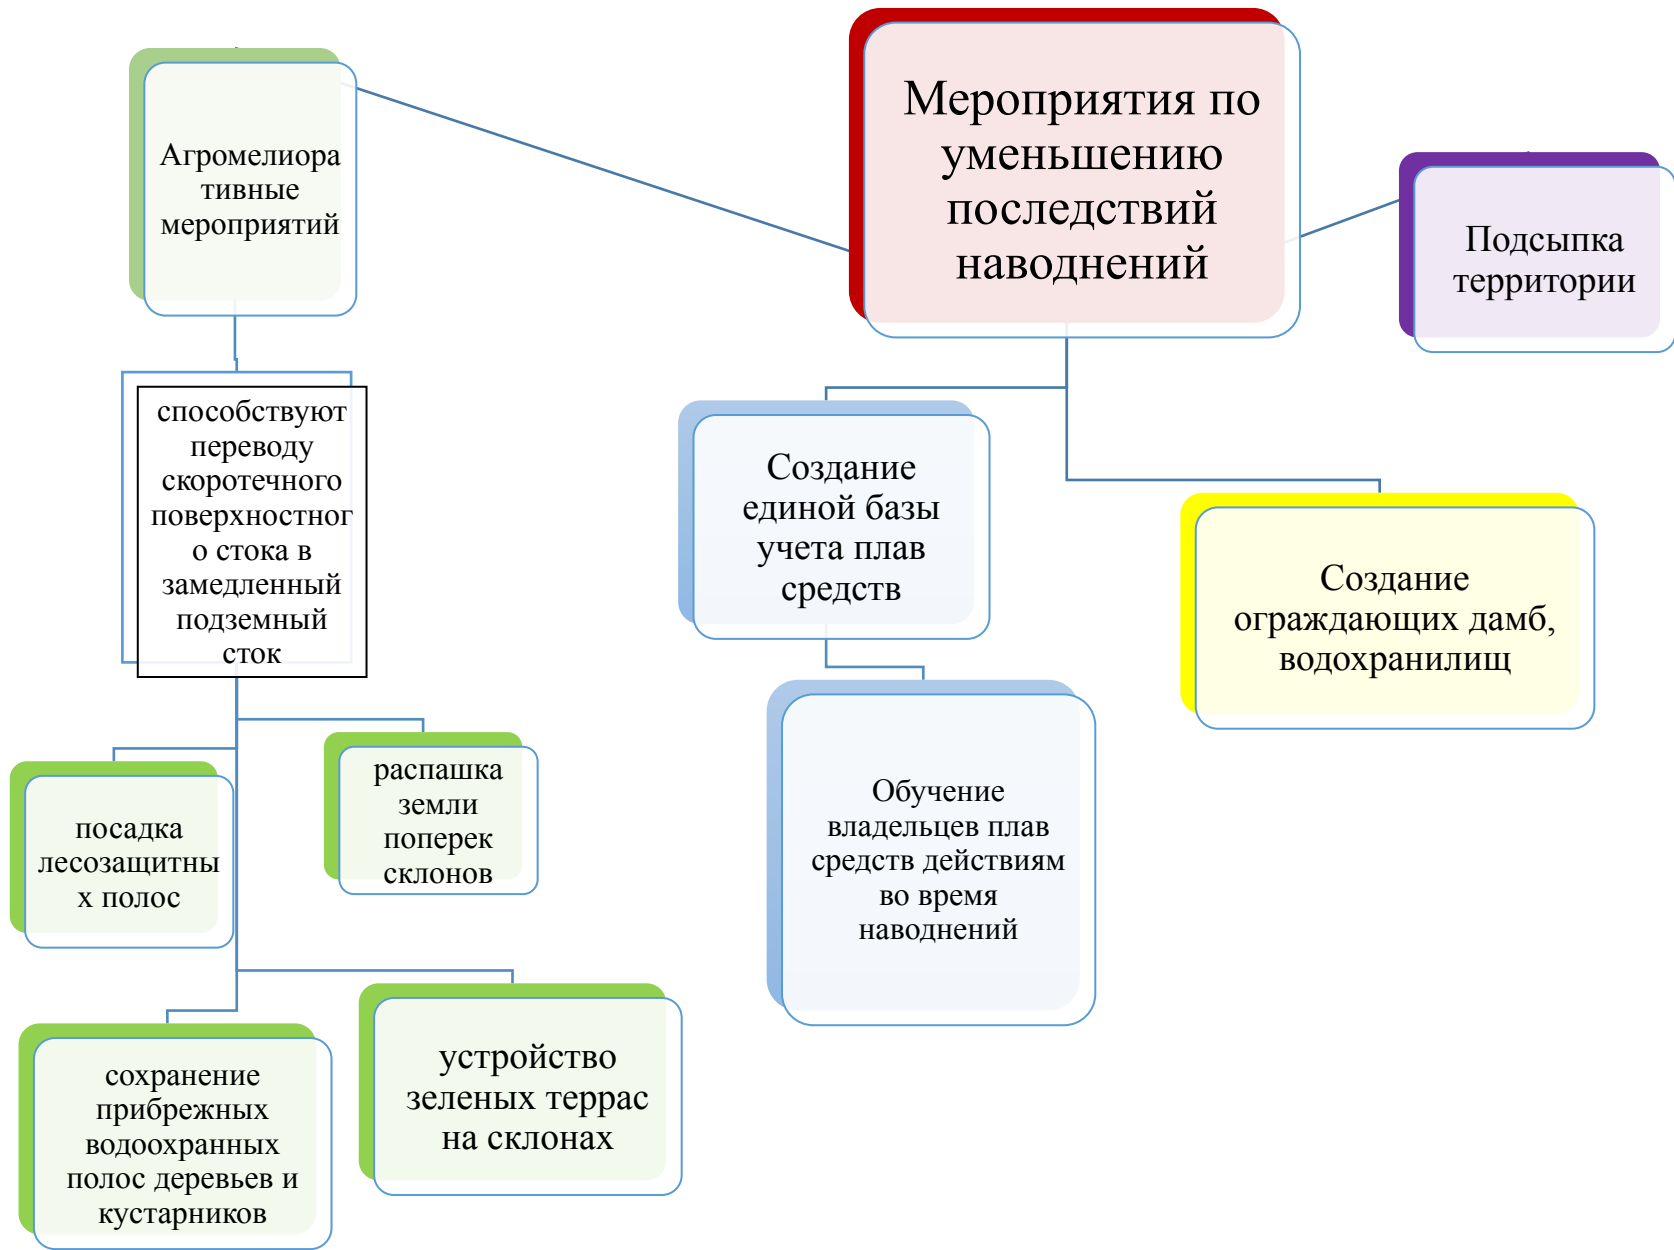 Мероприятия по
уменьшению
последствий
наводнений
Агромелиора
тивные
мероприятий
Подсыпка
территории
способствуют
переводу
скоротечного
поверхностног
о стока в
замедленный
подземный
сток
Создание
единой базы
учета плав
средств
Создание
ограждающих дамб,
водохранилищ
Обучение
владельцев плав
средств действиям
во время
наводнений
посадка
лесозащитны
х полос
распашка
земли
поперек
склонов
сохранение
прибрежных
водоохранных
полос деревьев и
кустарников
устройство
зеленых террас
на склонах